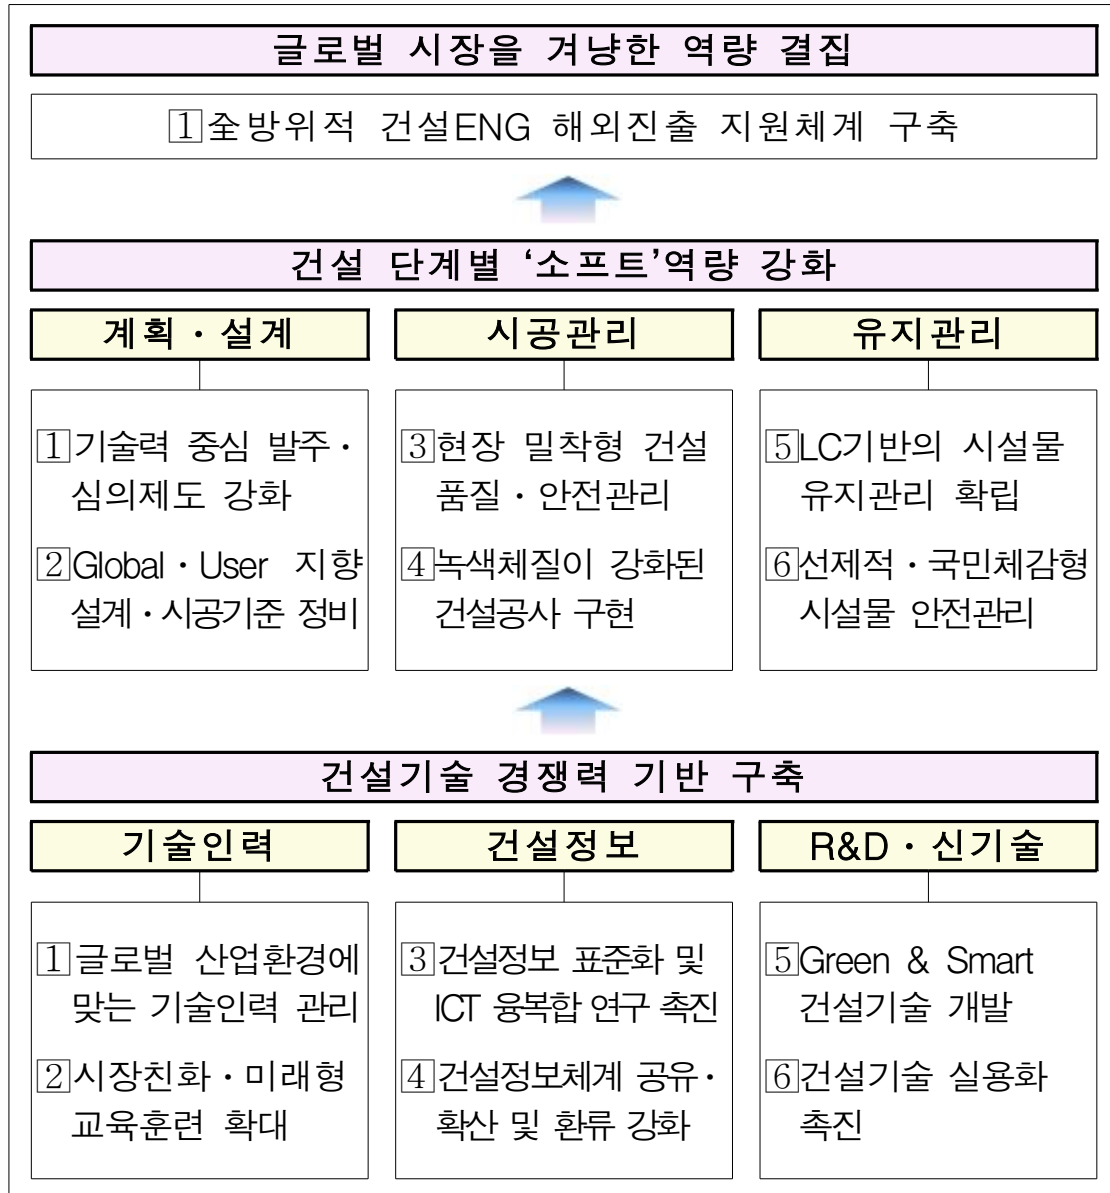 글로벌 시장을 겨냥한 역량 결집
1 全방위적 건설ENG 해외진출 지원체계 구축
건설 단계별 ‘소프트’역량 강화
계획・설계
1 기술력 중심 발주・
심의제도 강화
2 Global・User 지향
설계・시공기준 정비
시공관리
3 현장 밀착형 건설
품질・안전관리
4 녹색체질이 강화된
건설공사 구현
유지관리
5 LC기반의 시설물
유지관리 확립
6 선제적・국민체감형
시설물 안전관리
건설기술 경쟁력 기반 구축
기술인력
1 글로벌 산업환경에
맞는 기술인력 관리
2 시장친화・미래형
교육훈련 확대
건설정보
3 건설정보 표준화 및
ICT 융복합 연구 촉진
4 건설정보체계 공유・
확산 및 환류 강화
R&D・신기술
5 Green & Smart
건설기술 개발
6 건설기술 실용화
촉진